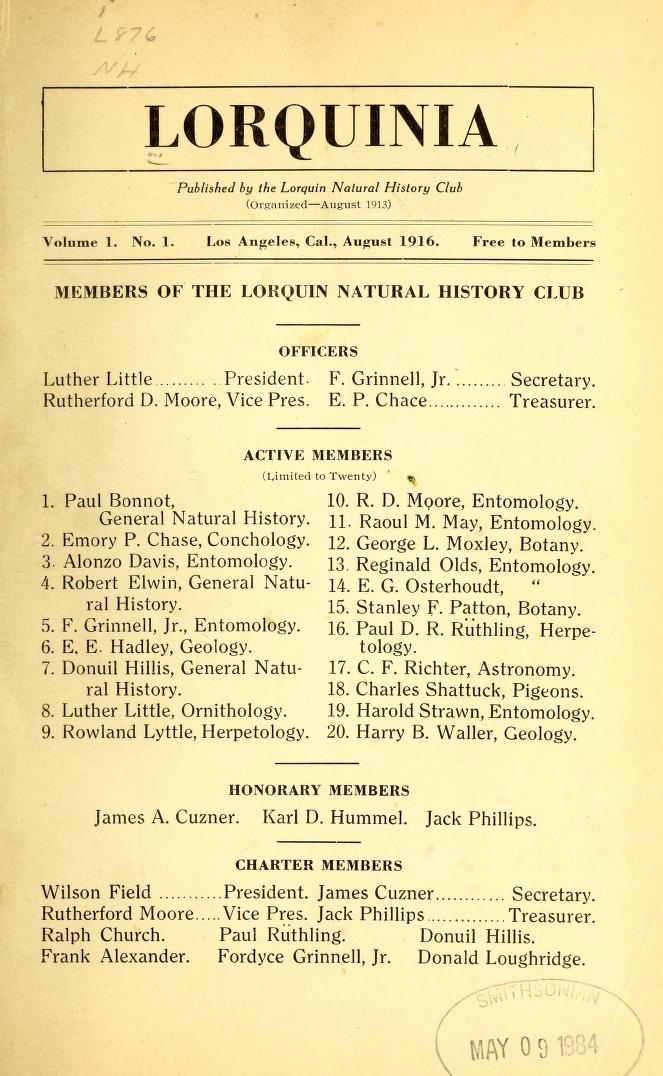 L876
NH
LORQUINIA
Published by the Lorquin Natural History Club
(Organized—August 1913)
Volume 1. No. 1. Los Angeles, Cal., August 1916. Free to Members
MEMBERS OF THE LORQUIN NATURAL HISTORY CLUB
OFFICERS
Luther Little......... ..President. F. Grinnell, Jr. ......... Secretary.
Rutherford D. Moore, Vice Pres. E. P. Chace............ Treasurer.
ACTIVE MEMBERS
(Limited to Twenty)
1. Paul Bonnot,
General Natural History.
2. Emory P. Chase, Conchology.
3. Alonzo Davis, Entomology.
4. Robert Elwin, General Natu-
ral History.
5. F. Grinnell, Jr., Entomology.
6. E. E. Hadley, Geology.
7. Donuil Hillis, General Natu-
ral History.
8. Luther Little, Ornithology.
9. Rowland Lyttle, Herpetology.
10. R. D. Moore, Entomology.
11. Raoul M. May, Entomology.
12. George L. Moxley, Botany.
13. Reginald Olds, Entomology.
14. E. G. Osterhoudt, “
15. Stanley F. Patton, Botany.
16. Paul D. R. Rüthling, Herpe-
tology.
17. C. F. Richter, Astronomy.
18. Charles Shattuck, Pigeons.
19. Harold Strawn, Entomology.
20. Harry B. Waller, Geology.
HONORARY MEMBERS
James A. Cuzner. Karl D. Hummel. Jack Phillips.
CHARTER MEMBERS
Wilson Field ...........President. James Cuzner............ Secretary.
Rutherford Moore.....Vice Pres. Jack Phillips.............Treasurer.
Ralph Church. Paul Rüthling. Donuil Hillis.
Frank Alexander. Fordyce Grinnell, Jr. Donald Loughridge.
SMITHSONIAN
MAY 09 1984